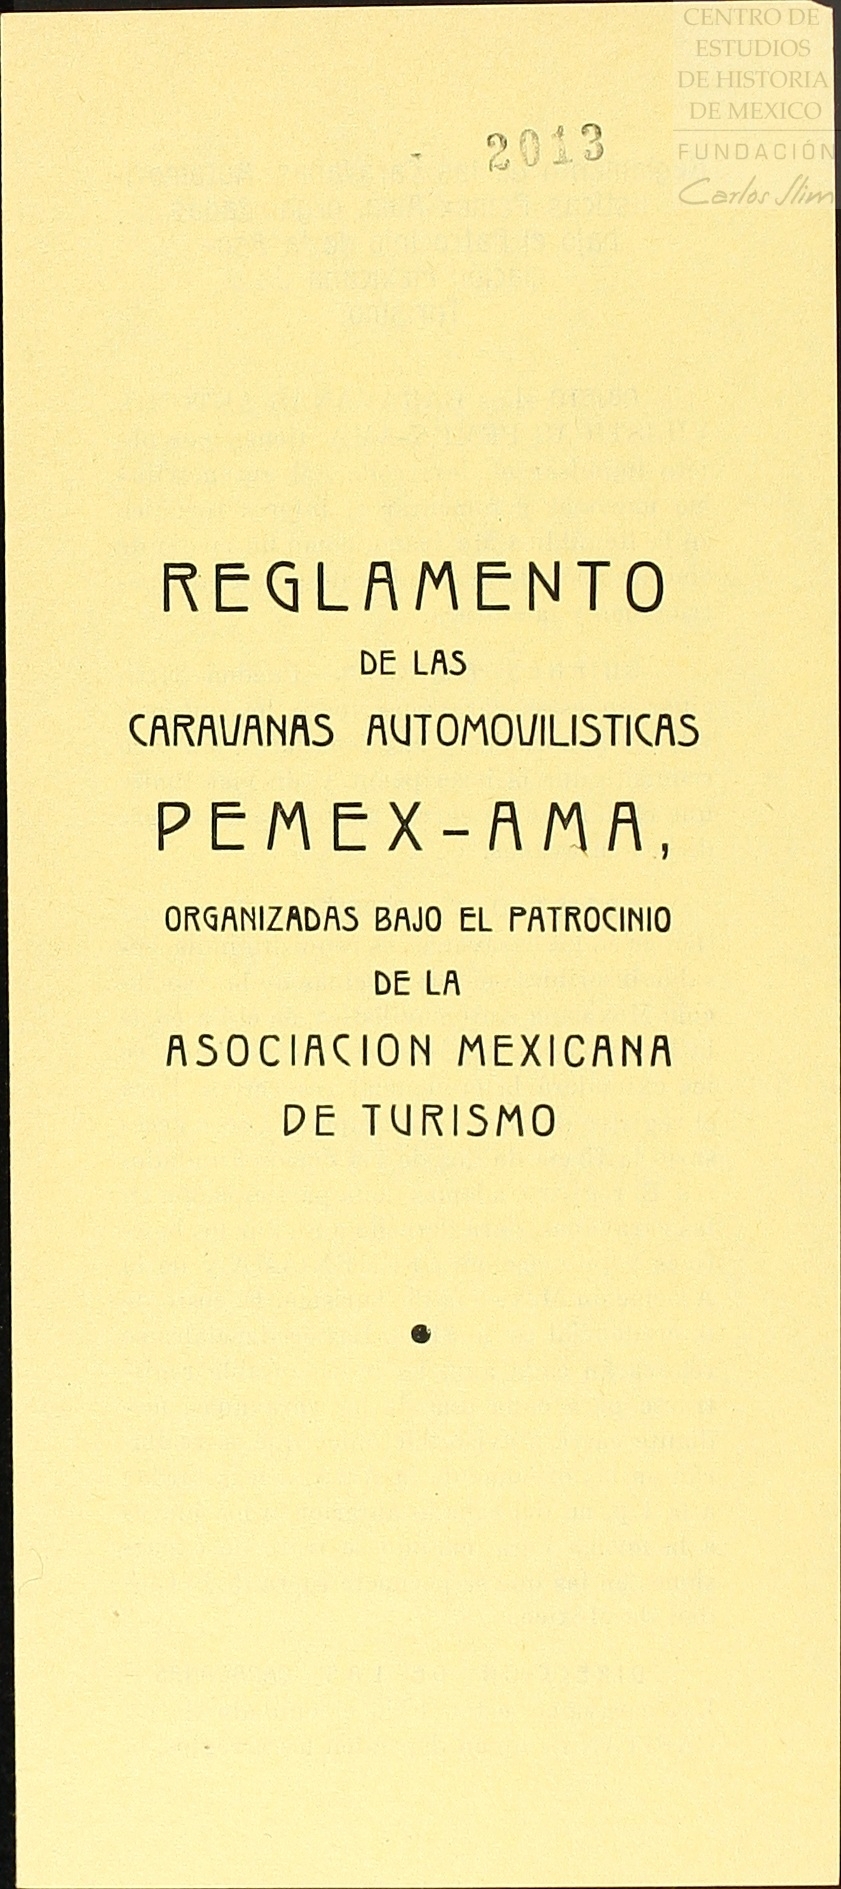 CENTRO DE
ESTUDIOS
DE HISTORIA
DE MEXICO
FUNDACIÓN
Carlos Slim
2013
REGLAMENTO
DE LAS
CARAVANAS AUTOMOVILISTICAS
PEMEX-AMA,
ORGANIZADAS BAJO EL PATROCINIO
DE LA
ASOCIACION MEXICANA
DE TURISMO